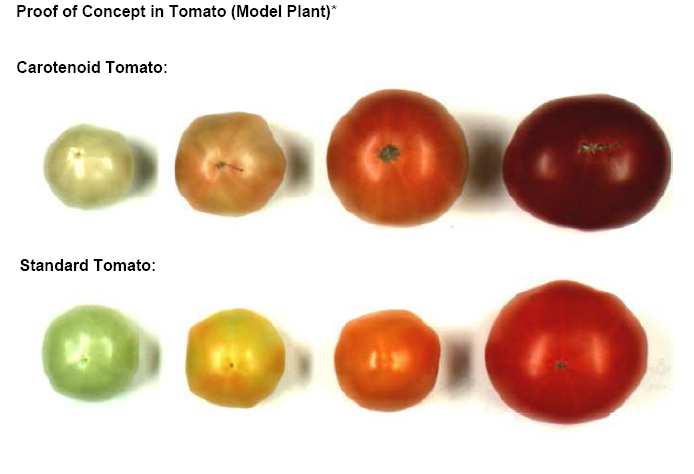 Proof of Concept in Tomato (Model Plant)*
Carotenoid Tomato:
Standard Tomato: